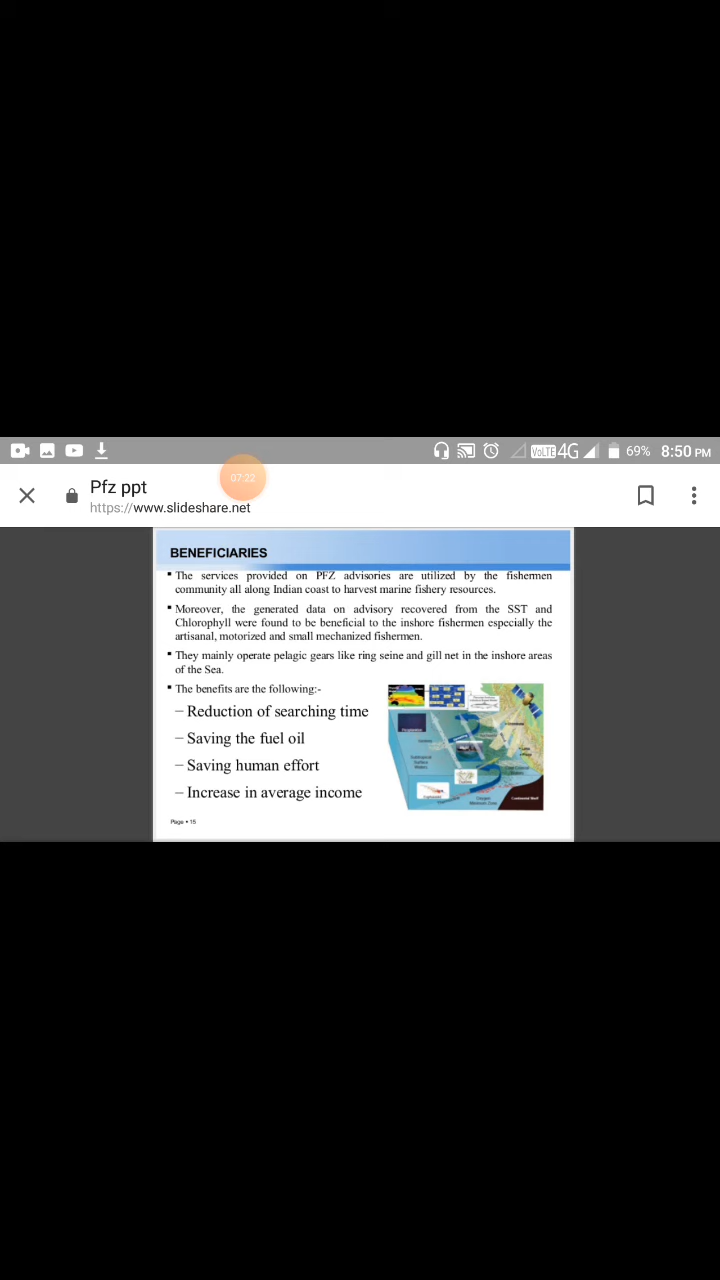 VoLTE 4G 69% 8:50 PM
07:22
Pfz ppt
https://www.slideshare.net
BENEFICIARIES
▪ The services provided on PFZ advisories are utilized by the fishermen
community all along Indian coast to harvest marine fishery resources.
▪ Moreover, the generated data on advisory recovered from the SST and
Chlorophyll were found to be beneficial to the inshore fishermen especially the
artisanal, motorized and small mechanized fishermen.
▪ They mainly operate pelagic gears like ring seine and gill net in the inshore areas
of the Sea.
▪ The benefits are the following:-
– Reduction of searching time
– Saving the fuel oil
– Saving human effort
– Increase in average income
Continental Shelf
Page ▪ 15